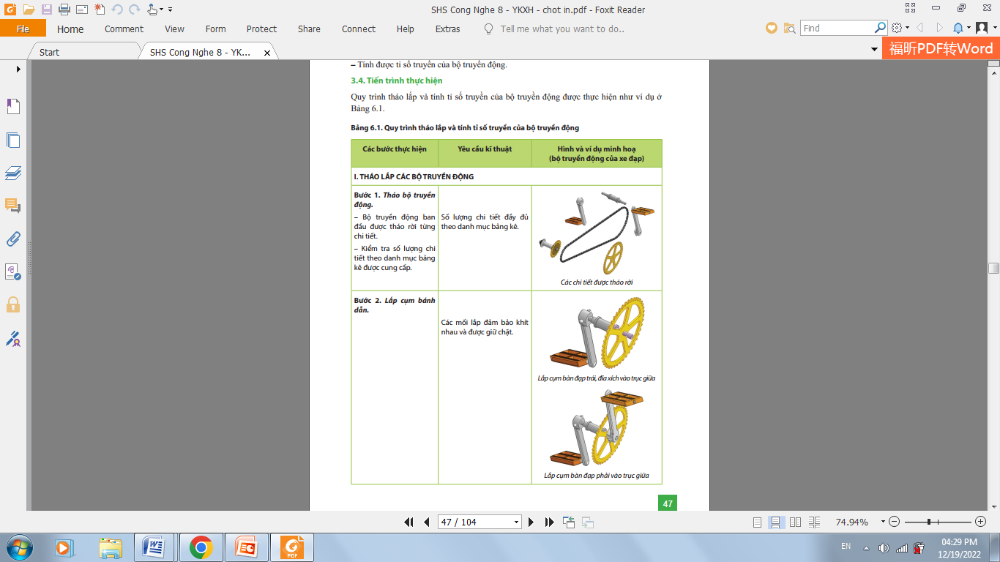 SHS Cong Nghe 8 - YKXH - chot in.pdf - Foxit Reader
File Home Comment View Form Protect Share Connect Help Extras Tell me what you want to do.. Find
Start SHS Cong Nghe 8 - YK... x 福昕PDF转Word
– Tính được tỉ số truyền của bộ truyền động.
3.4. Tiến trình thực hiện
Quy trình tháo lắp và tính tỉ số truyền của bộ truyền động được thực hiện như ví dụ ở
Bảng 6.1.
Bảng 6.1. Quy trình tháo lắp và tính tỉ số truyền của bộ truyền động
Các bước thực hiện
Yêu cầu kĩ thuật
Hình và ví dụ minh hoạ
(bộ truyền động của xe đạp)
I. THÁO LẮP CÁC BỘ TRUYỀN ĐỘNG
Bước 1. Tháo bộ truyền
động.
– Bộ truyền động ban
đầu được tháo rời từng
chi tiết.
– Kiểm tra số lượng chi
tiết theo danh mục bảng
kê được cung cấp.
Số lượng chi tiết đầy đủ
theo danh mục bảng kê.
Các chi tiết được tháo rời
Bước 2. Lắp cụm bánh
dẫn.
Các mối lắp đảm bảo khít
nhau và được giữ chặt.
Lắp cụm bàn đạp trái, đĩa xích vào trục giữa
Lắp cụm bàn đạp phải vào trục giữa
47
47 / 104
74.94%
PDF
EN
04:29 PM
12/19/2022